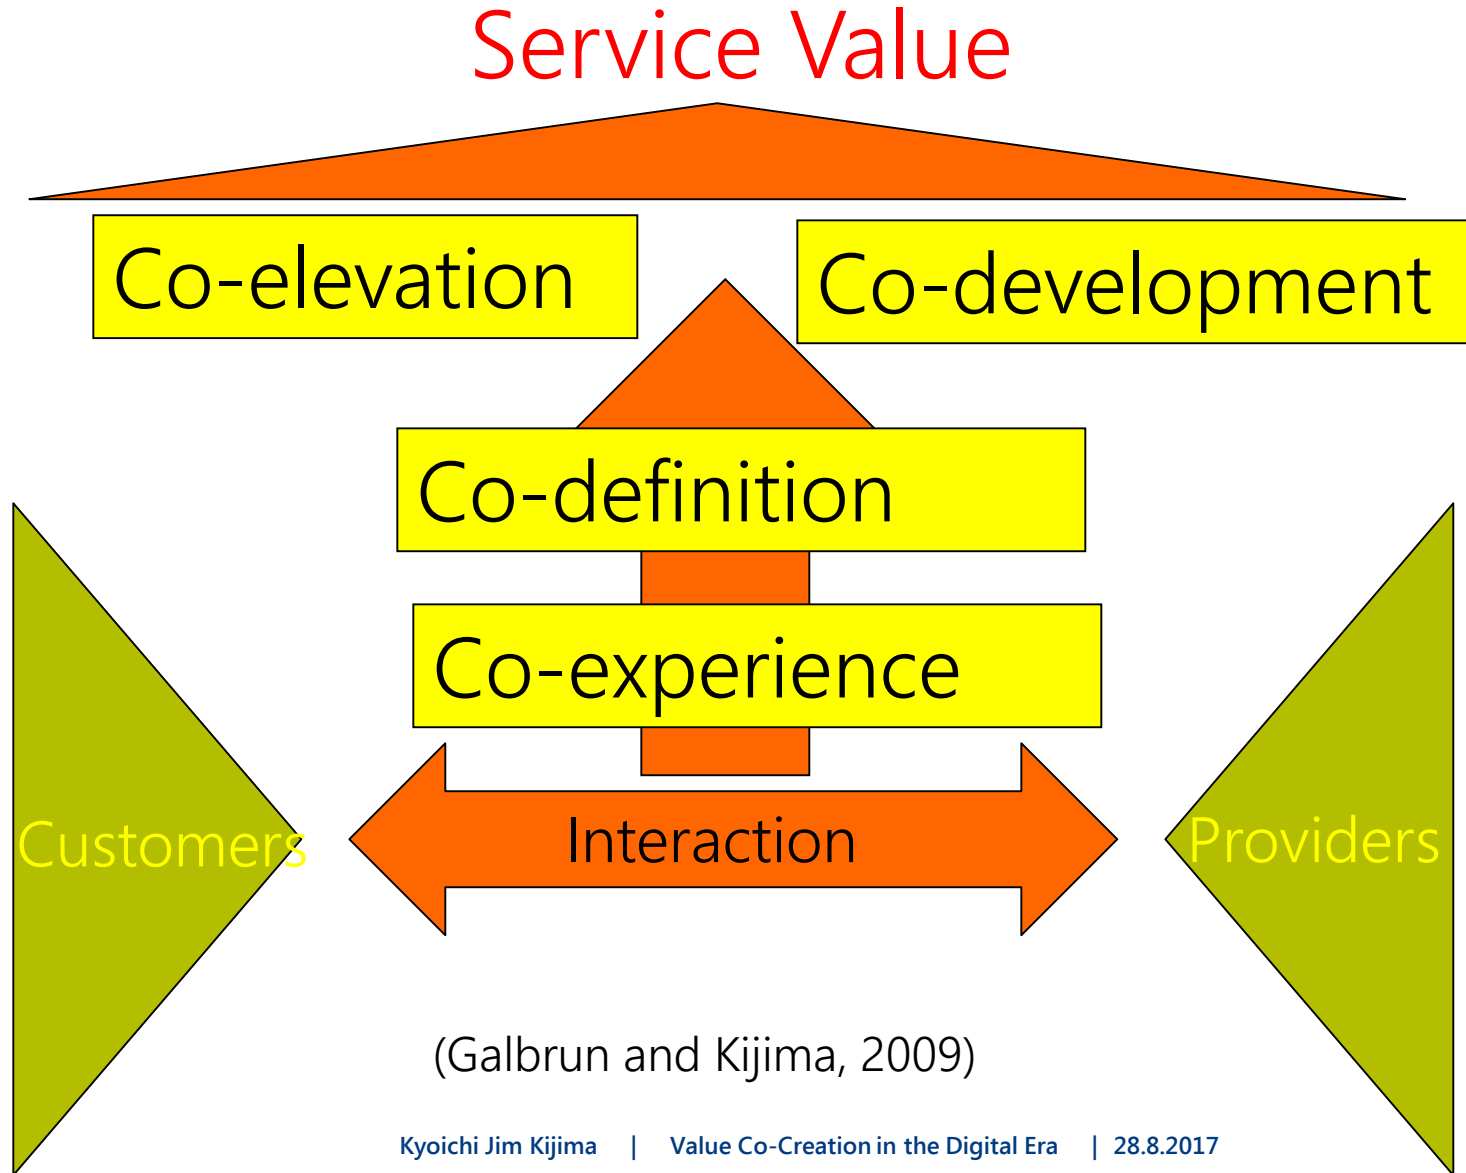 Service Value
Co-elevation
Co-development
Co-definition
Co-experience
Customers
Interaction
Providers
(Galbrun and Kijima, 2009)
Kyoichi Jim Kijima | Value Co-Creation in the Digital Era | 28.8.2017